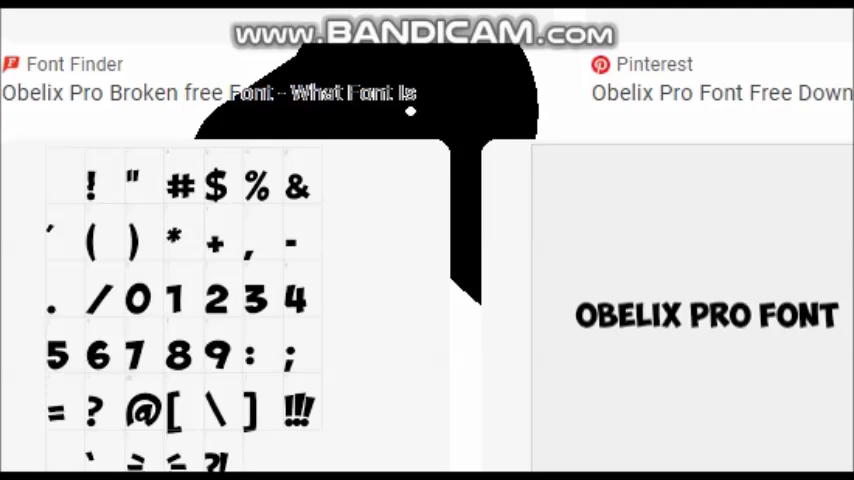 www.BANDICAM.com
Font Finder
Obelix Pro Broken free Font - What Font Is
Pinterest
Obelix Pro Font Free Down
! " # $ % &
´ ( ) * + , -
. / 0 1 2 3 4
5 6 7 8 9 : ;
= ? @ [ \ ] !!!
?!
OBELIX PRO FONT